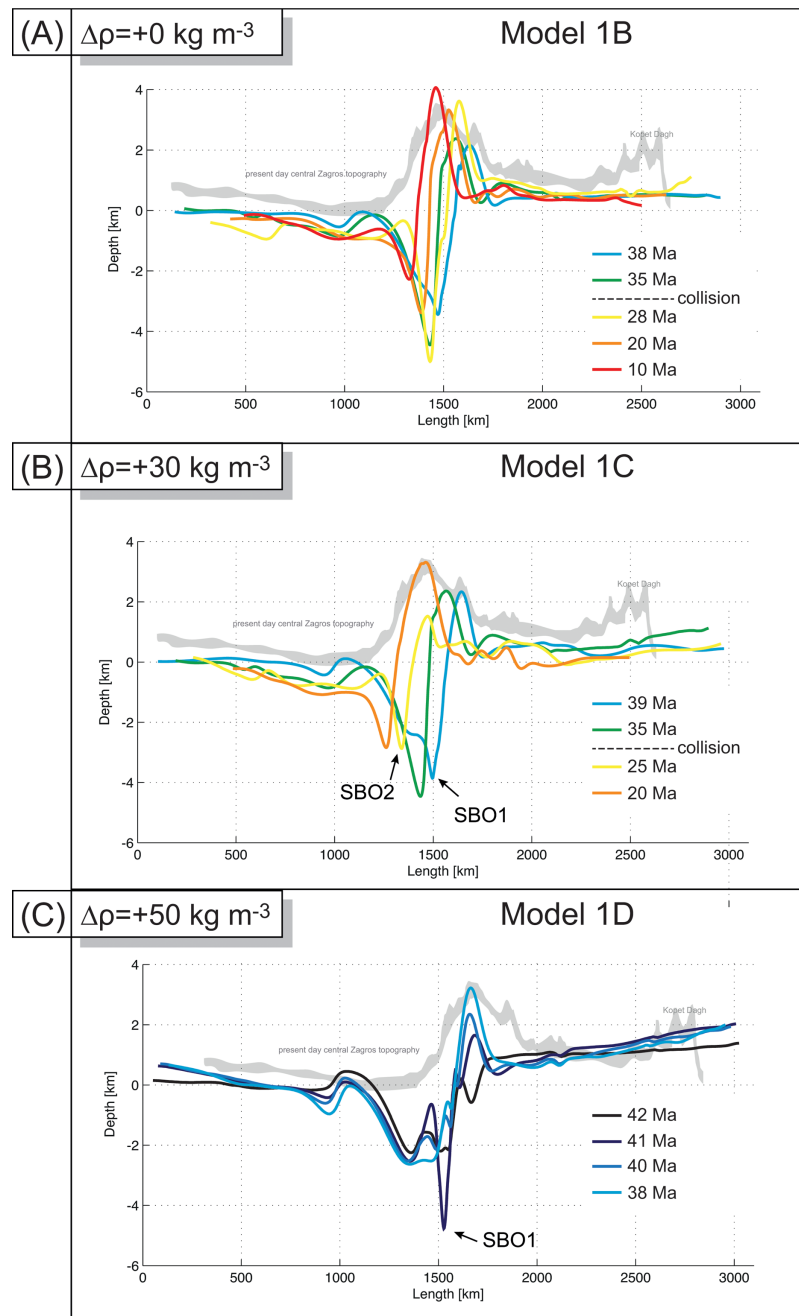 (A) Δρ=+0 kg m-3 Model 1B
4
2
0
-2
-4
-6
Depth [km]
present day central Zagros topography
Kopet Dagh
38 Ma
35 Ma
collision
28 Ma
20 Ma
10 Ma
0 500 1000 1500 2000 2500 3000
Length [km]
(B) Δρ=+30 kg m-3 Model 1C
4
2
0
-2
-4
-6
Depth [km]
present day central Zagros topography
Kopet Dagh
39 Ma
35 Ma
collision
25 Ma
20 Ma
SBO2
SBO1
0 500 1000 1500 2000 2500 3000
Length [km]
(C) Δρ=+50 kg m-3 Model 1D
4
2
0
-2
-4
-6
Depth [km]
present day central Zagros topography
Kopet Dagh
42 Ma
41 Ma
40 Ma
38 Ma
SBO1
0 500 1000 1500 2000 2500 3000
Length [km]